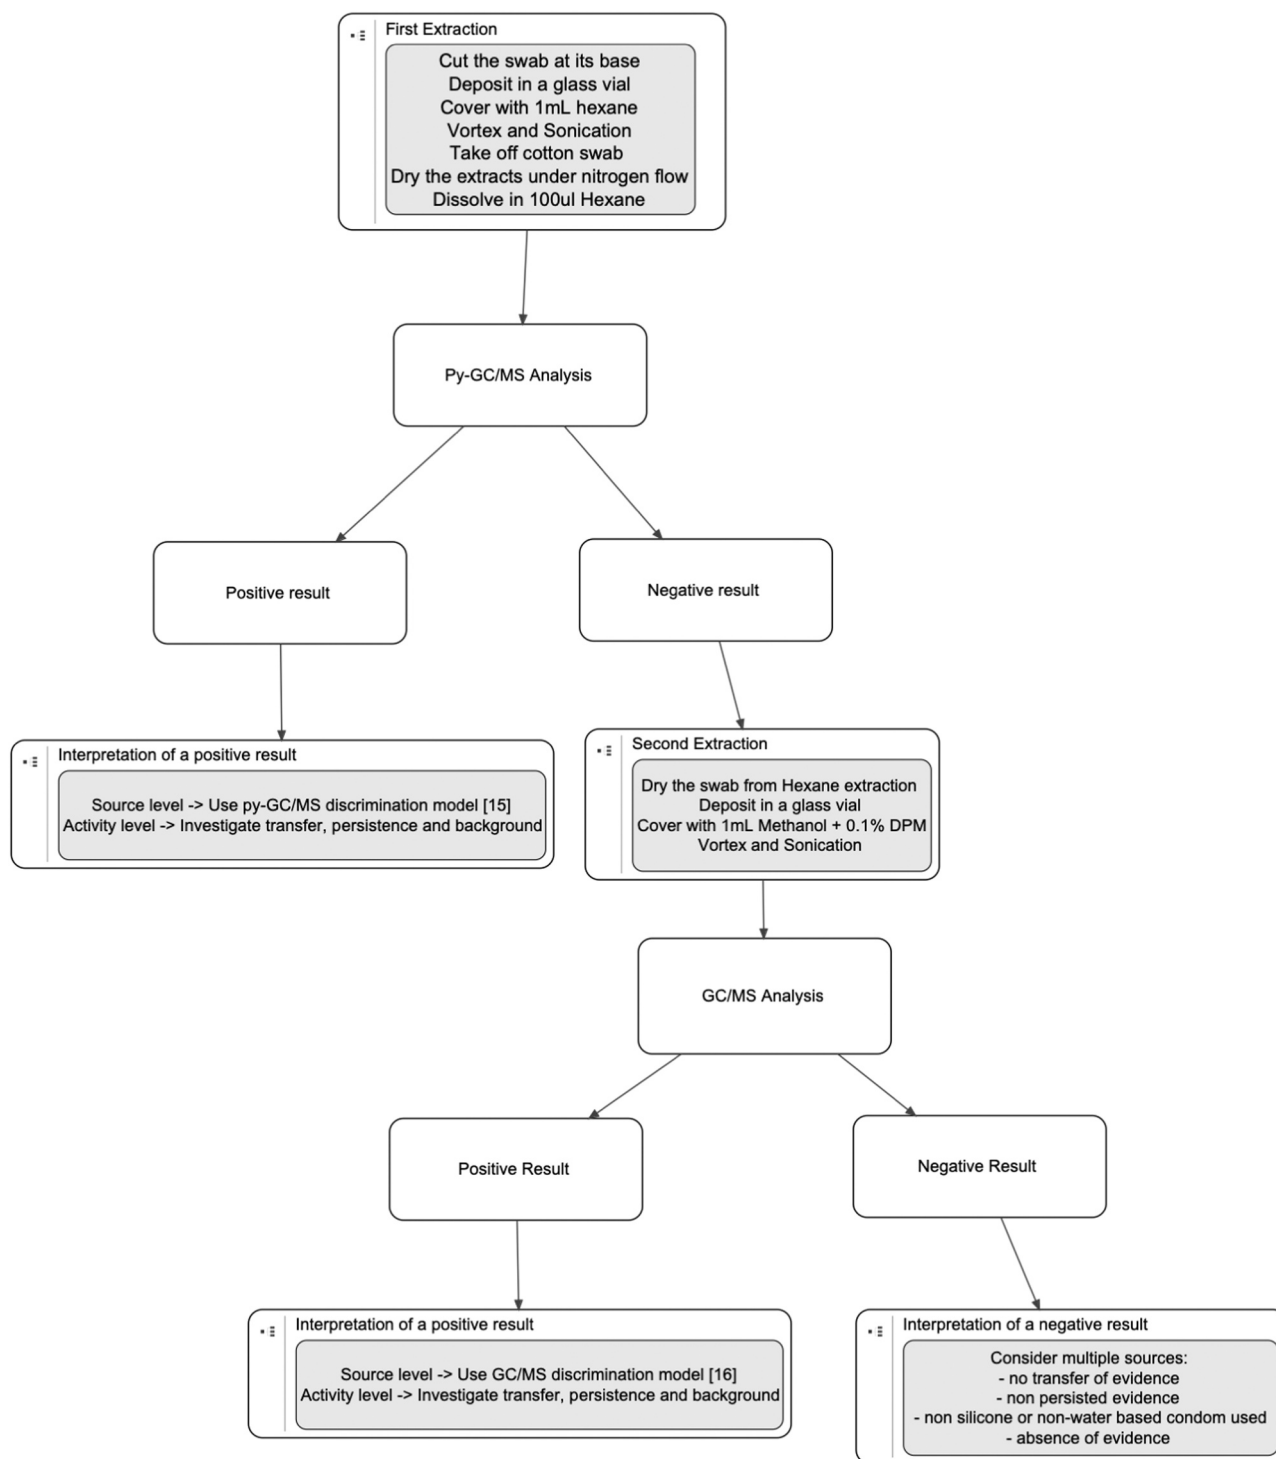 First Extraction
Cut the swab at its base
Deposit in a glass vial
Cover with 1mL hexane
Vortex and Sonication
Take off cotton swab
Dry the extracts under nitrogen flow
Dissolve in 100ul Hexane
Py-GC/MS Analysis
Positive result
Negative result
Interpretation of a positive result
Source level -> Use py-GC/MS discrimination model [15]
Activity level -> Investigate transfer, persistence and background
Second Extraction
Dry the swab from Hexane extraction
Deposit in a glass vial
Cover with 1mL Methanol + 0.1% DPM
Vortex and Sonication
GC/MS Analysis
Positive Result
Negative Result
Interpretation of a positive result
Source level -> Use GC/MS discrimination model [16]
Activity level -> Investigate transfer, persistence and background
Interpretation of a negative result
Consider multiple sources:
- no transfer of evidence
- non persisted evidence
- non silicone or non-water based condom used
- absence of evidence